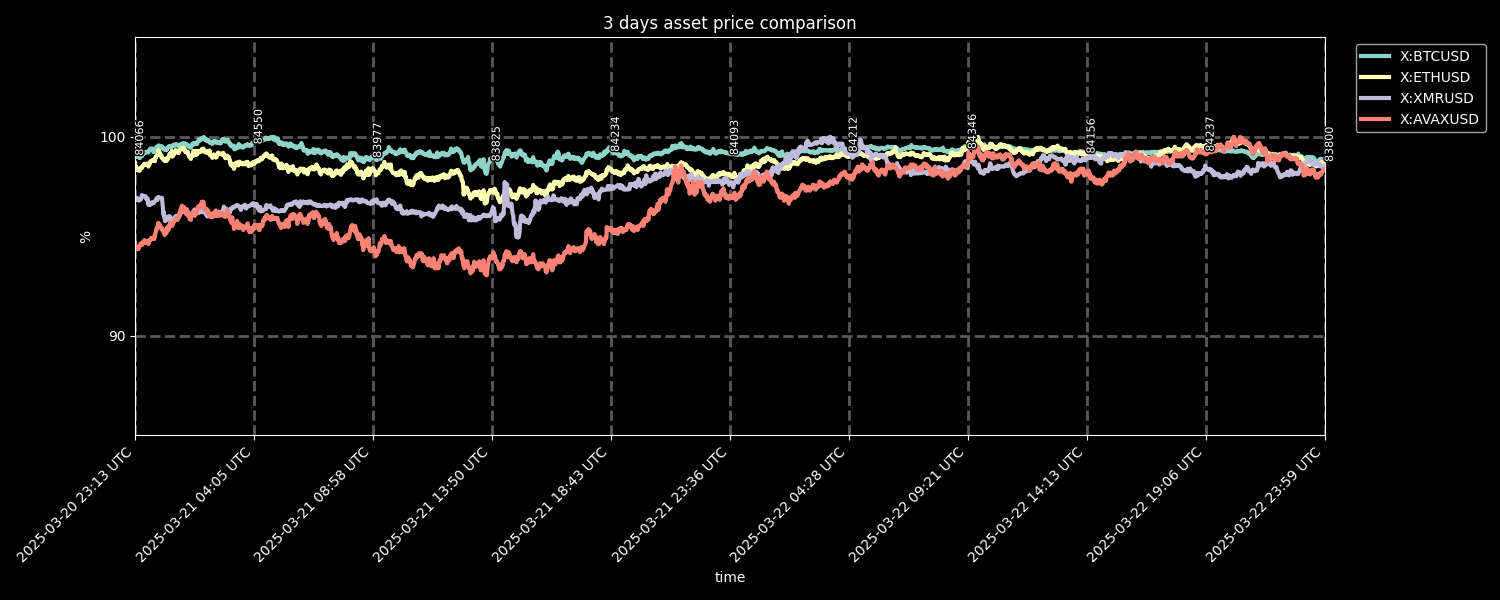 3 days asset price comparison
X:BTCUSD
X:ETHUSD
X:XMRUSD
X:AVAXUSD
100
90
%
84066
84550
83977
83825
84234
84093
84212
84346
84156
84237
83800
2025-03-20 23:13 UTC
2025-03-21 04:05 UTC
2025-03-21 08:58 UTC
2025-03-21 13:50 UTC
2025-03-21 18:43 UTC
2025-03-21 23:36 UTC
2025-03-22 04:28 UTC
2025-03-22 09:21 UTC
2025-03-22 14:13 UTC
2025-03-22 19:06 UTC
2025-03-22 23:59 UTC
time